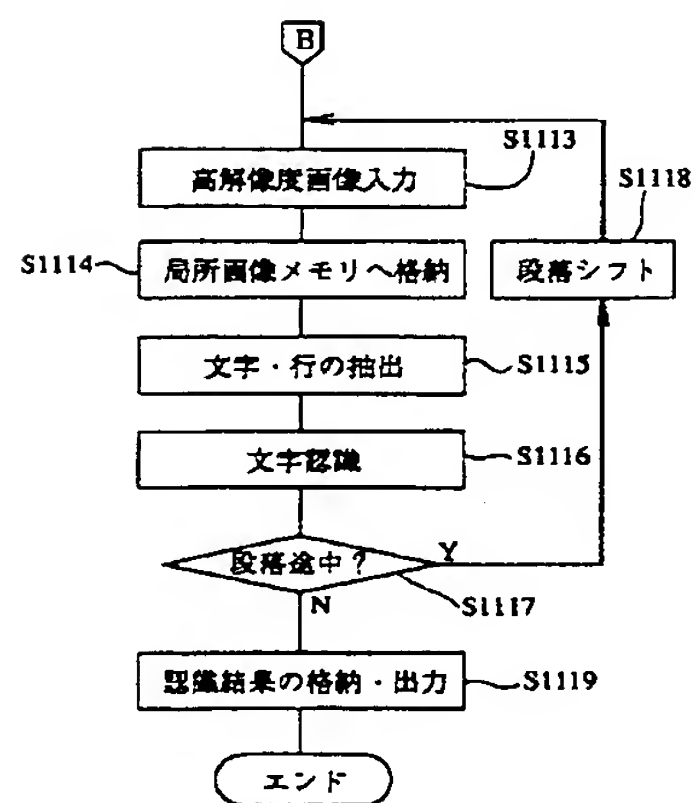 B
S1113
高解像度画像入力
S1118
S1114
局所画像メモリへ格納
段落シフト
文字・行の抽出
S1115
文字認識
S1116
段落途中?
Y
S1117
N
認識結果の格納・出力
S1119
エンド